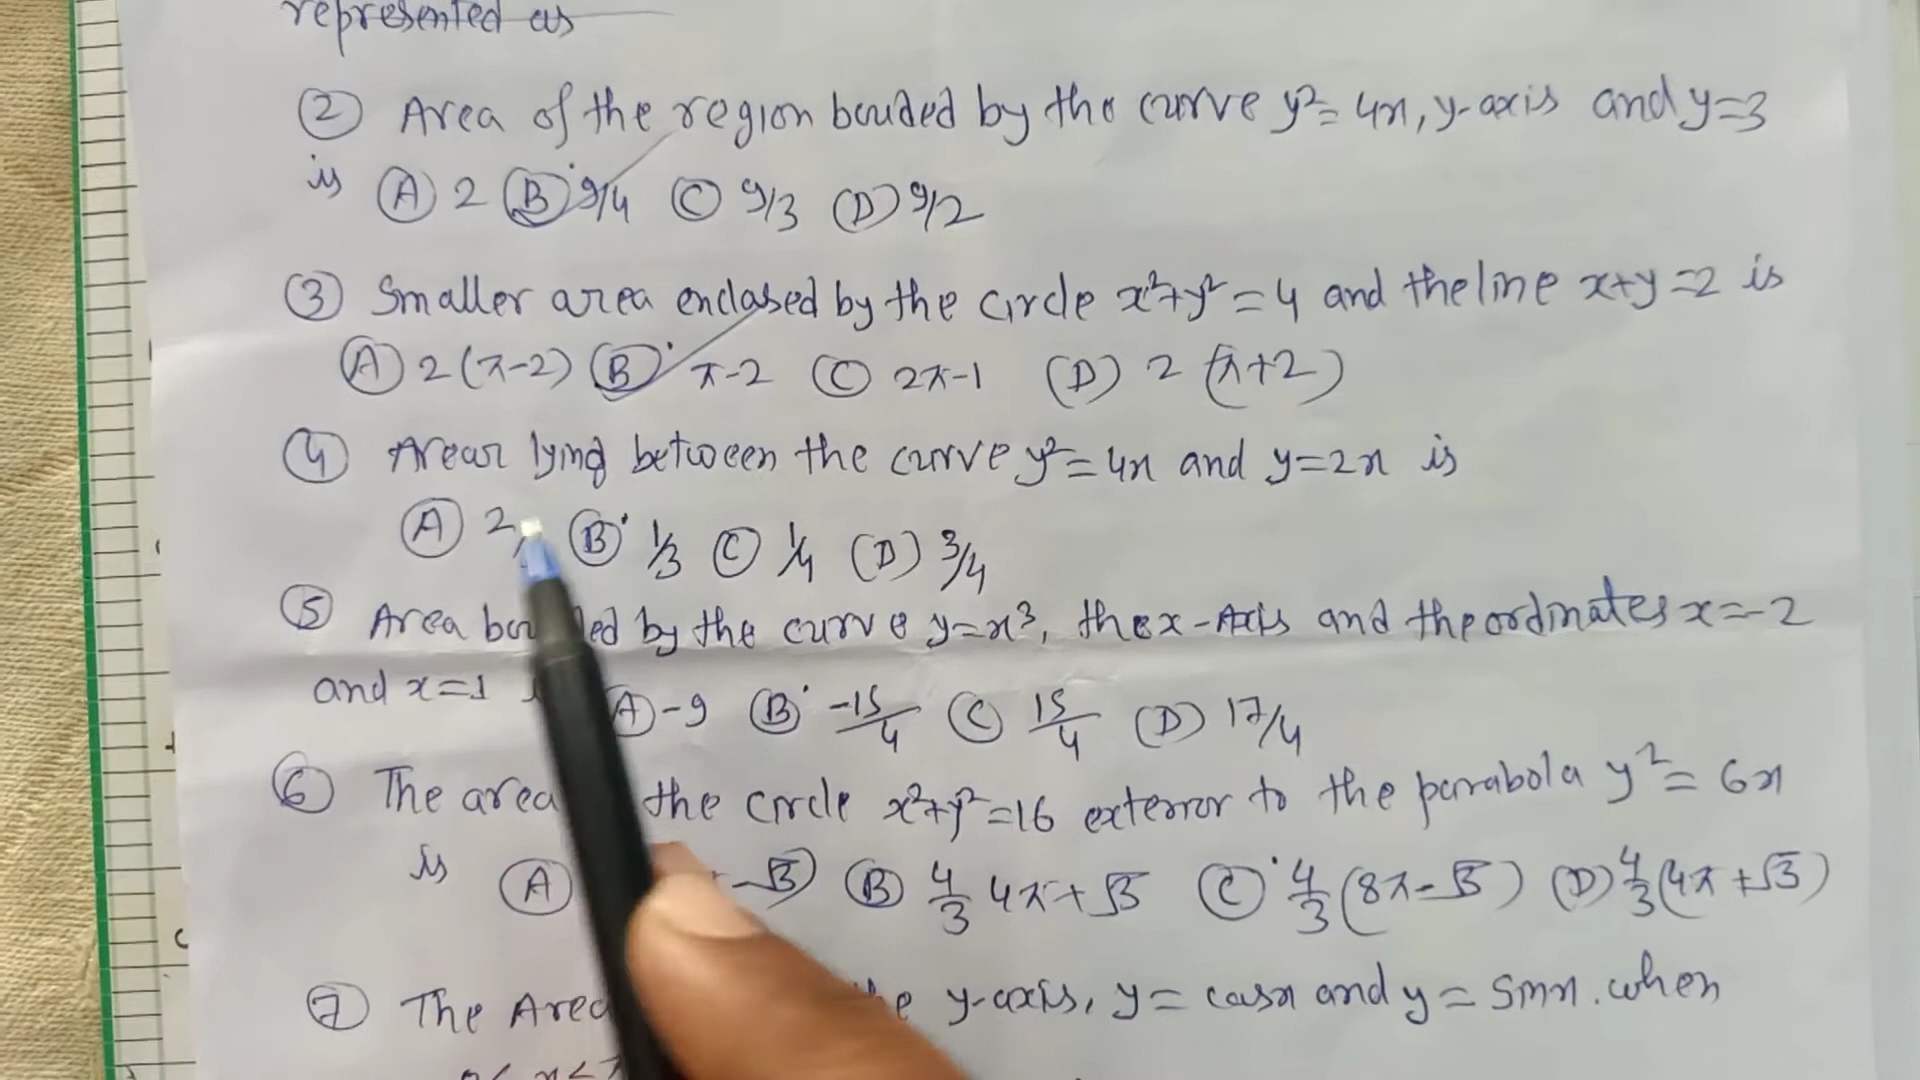 represented as
② Area of the region bouded by the curve y²= 4x, y-axis and y=3
is Ⓐ 2 Ⓑ 9/4 Ⓒ 9/3 (D) 9/2
③ Smaller area enclosed by the circle x²+y²=4 and the line x+y=2 is
Ⓐ 2(π-2) Ⓑ π-2 Ⓒ 2π-1 (D) 2(π+2)
④ Area lying between the curve y²=4x and y=2x is
Ⓐ 2 Ⓑ 1/3 Ⓒ 1/4 (D) 3/4
⑤ Area by the curve y=x³, the x-Axis and the ordinates x=-2
and x=1 Ⓐ -9 Ⓑ -15/4 Ⓒ 15/4 (D) 17/4
⑥ The area the circle x²+y²=16 exterior to the parabola y²= 6x
is Ⓐ -√3) Ⓑ 4/3 4π+√3 Ⓒ 4/3 (8π-√3) (D) 4/3 (4π+√3)
⑦ The Area y-axis, y= cosx and y= sinx. when